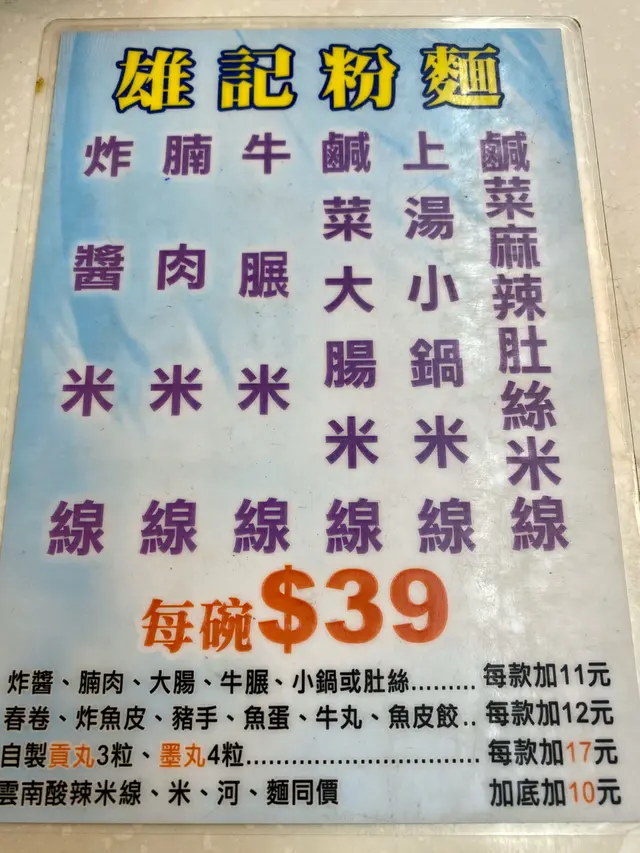 雄記粉麵
鹹菜麻辣肚絲米線
上湯小鍋米線
鹹菜大腸米線
牛𦟌米線
腩肉米線
炸醬米線
每碗$39
炸醬、腩肉、大腸、牛𦟌、小鍋或肚絲......... 每款加11元
春卷、炸魚皮、豬手、魚蛋、牛丸、魚皮餃.. 每款加12元
自製貢丸3粒、墨丸4粒................................. 每款加17元
雲南酸辣米線、米、河、麵同價 加底加10元